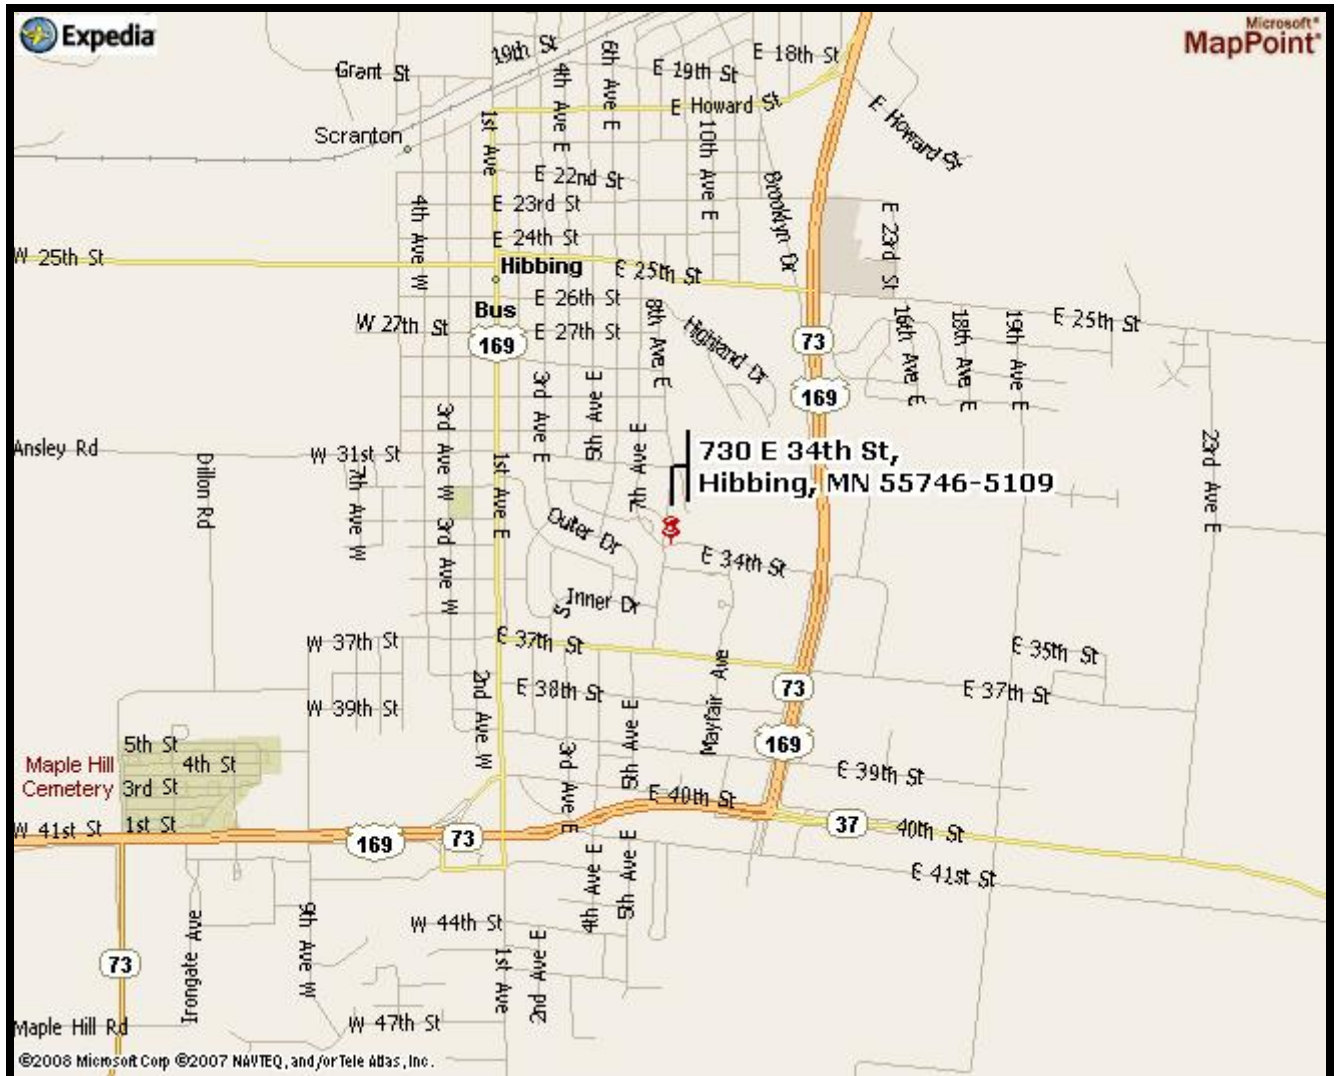 Expedia
Microsoft®
MapPoint®
19th St
6th Ave E
E 18th St
Grant St
4th Ave E
E 19th St
E Howard St
E Howard St
Scranton
1st Ave
10th Ave E
E 22nd St
Brooklyn Dr
4th Ave W
E 23rd St
E 23rd St
E 24th St
W 25th St
Hibbing
E 25th St
E 26th St
8th Ave E
Bus
169
W 27th St
E 27th St
Highland Dr
73
16th Ave E
18th Ave E
19th Ave E
E 25th St
3rd Ave E
5th Ave E
169
3rd Ave W
7th Ave E
23rd Ave E
Ansley Rd
Dillon Rd
W 31st St
7th Ave W
1st Ave E
730 E 34th St,
Hibbing, MN 55746-5109
3rd Ave W
Outer Dr
E 34th St
S
Inner Dr
W 37th St
E 37th St
E 35th St
2nd Ave W
E 38th St
Mayfair Ave
73
E 37th St
W 39th St
5th Ave E
169
5th St
4th St
Maple Hill
Cemetery
3rd St
3rd Ave E
E 39th St
E 40th St
1st St
W 41st St
169
73
37
40th St
E 41st St
4th Ave E
5th Ave E
Irongate Ave
9th Ave W
W 44th St
1st Ave
2nd Ave E
73
Maple Hill Rd
W 47th St
©2008 Microsoft Corp ©2007 NAVTEQ, and/or Tele Atlas, Inc.